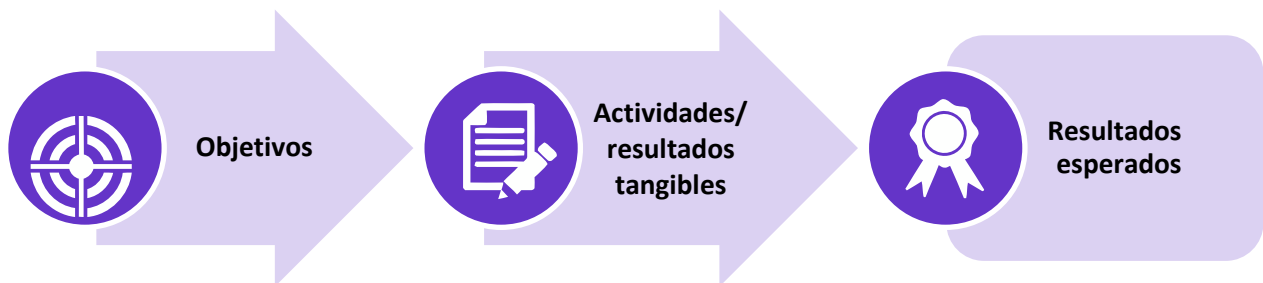 Objetivos
Actividades/
resultados
tangibles
Resultados
esperados